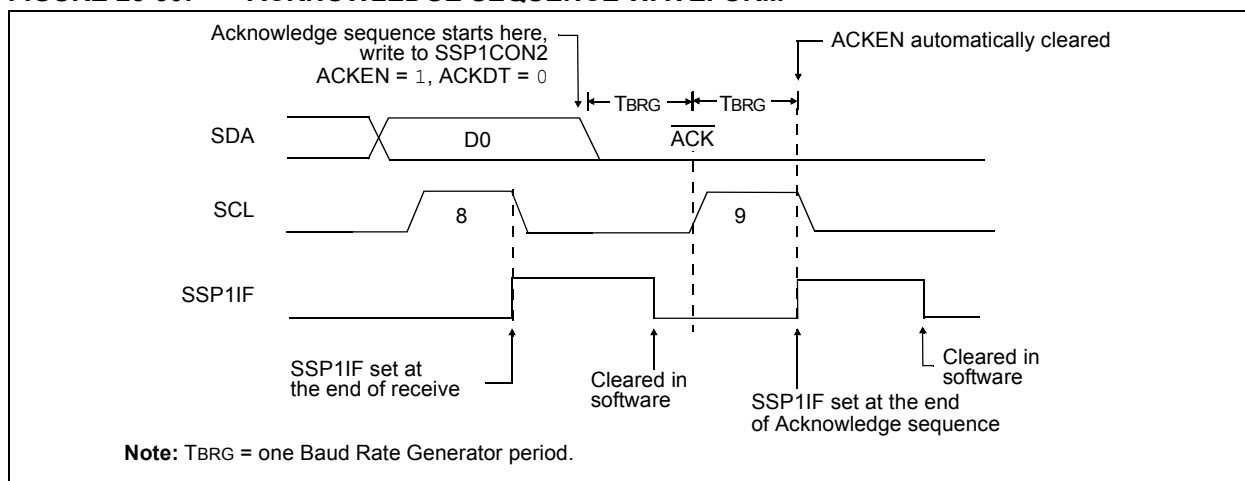 Acknowledge sequence starts here,
write to SSP1CON2
ACKEN = 1, ACKDT = 0
ACKEN automatically cleared
TBRG
TBRG
SDA
D0
ACK
SCL
8
9
SSP1IF
SSP1IF set at
the end of receive
Cleared in
software
SSP1IF set at the end
of Acknowledge sequence
Cleared in
software
Note: TBRG = one Baud Rate Generator period.